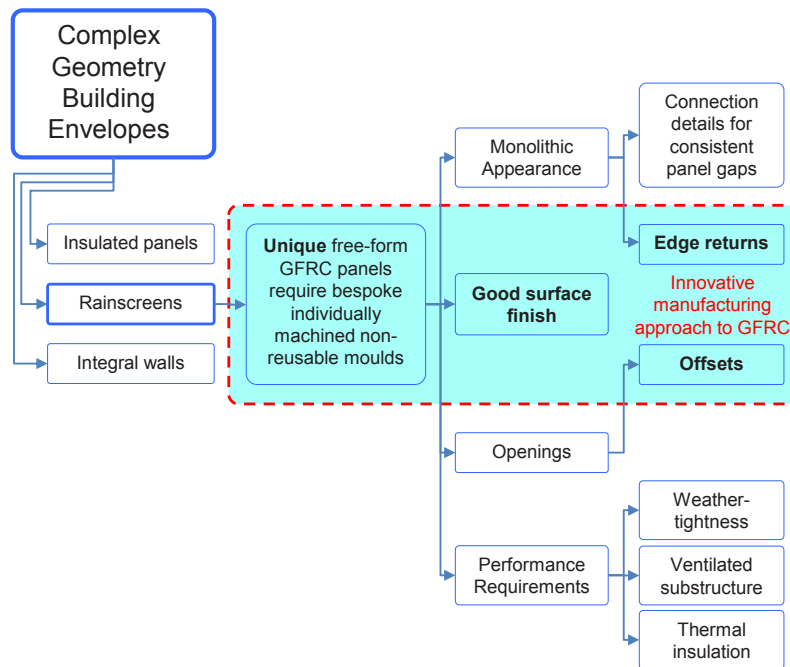 Complex
Geometry
Building
Envelopes
Insulated panels
Rainscreens
Integral walls
Unique free-form
GFRC panels
require bespoke
individually
machined non-
reusable moulds
Monolithic
Appearance
Good surface
finish
Openings
Performance
Requirements
Connection
details for
consistent
panel gaps
Edge returns
Innovative
manufacturing
approach to GFRC
Offsets
Weather-
tightness
Ventilated
substructure
Thermal
insulation